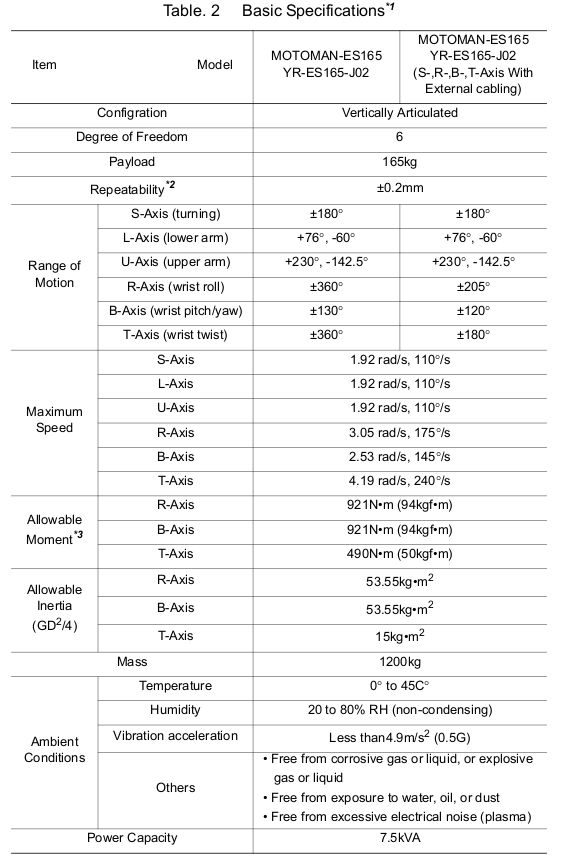 Table. 2 Basic Specifications*1
Item Model MOTOMAN-ES165 YR-ES165-J02 MOTOMAN-ES165 YR-ES165-J02 (S-,R-,B-,T-Axis With External cabling)
Configration Vertically Articulated
Degree of Freedom 6
Payload 165kg
Repeatability*2 ±0.2mm
Range of Motion
S-Axis (turning) ±180° ±180°
L-Axis (lower arm) +76°, -60° +76°, -60°
U-Axis (upper arm) +230°, -142.5° +230°, -142.5°
R-Axis (wrist roll) ±360° ±205°
B-Axis (wrist pitch/yaw) ±130° ±120°
T-Axis (wrist twist) ±360° ±180°
Maximum Speed
S-Axis 1.92 rad/s, 110°/s
L-Axis 1.92 rad/s, 110°/s
U-Axis 1.92 rad/s, 110°/s
R-Axis 3.05 rad/s, 175°/s
B-Axis 2.53 rad/s, 145°/s
T-Axis 4.19 rad/s, 240°/s
Allowable Moment*3
R-Axis 921N•m (94kgf•m)
B-Axis 921N•m (94kgf•m)
T-Axis 490N•m (50kgf•m)
Allowable Inertia (GD2/4)
R-Axis 53.55kg•m2
B-Axis 53.55kg•m2
T-Axis 15kg•m2
Mass 1200kg
Ambient Conditions
Temperature 0° to 45C°
Humidity 20 to 80% RH (non-condensing)
Vibration acceleration Less than4.9m/s2 (0.5G)
Others
• Free from corrosive gas or liquid, or explosive
gas or liquid
• Free from exposure to water, oil, or dust
• Free from excessive electrical noise (plasma)
Power Capacity 7.5kVA